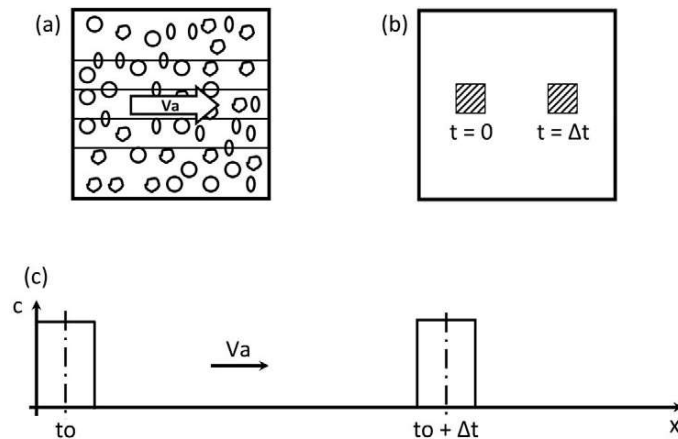 (a)
Va
(b)
t = 0
t = Δt
(c)
c
Va
to
to + Δt
x